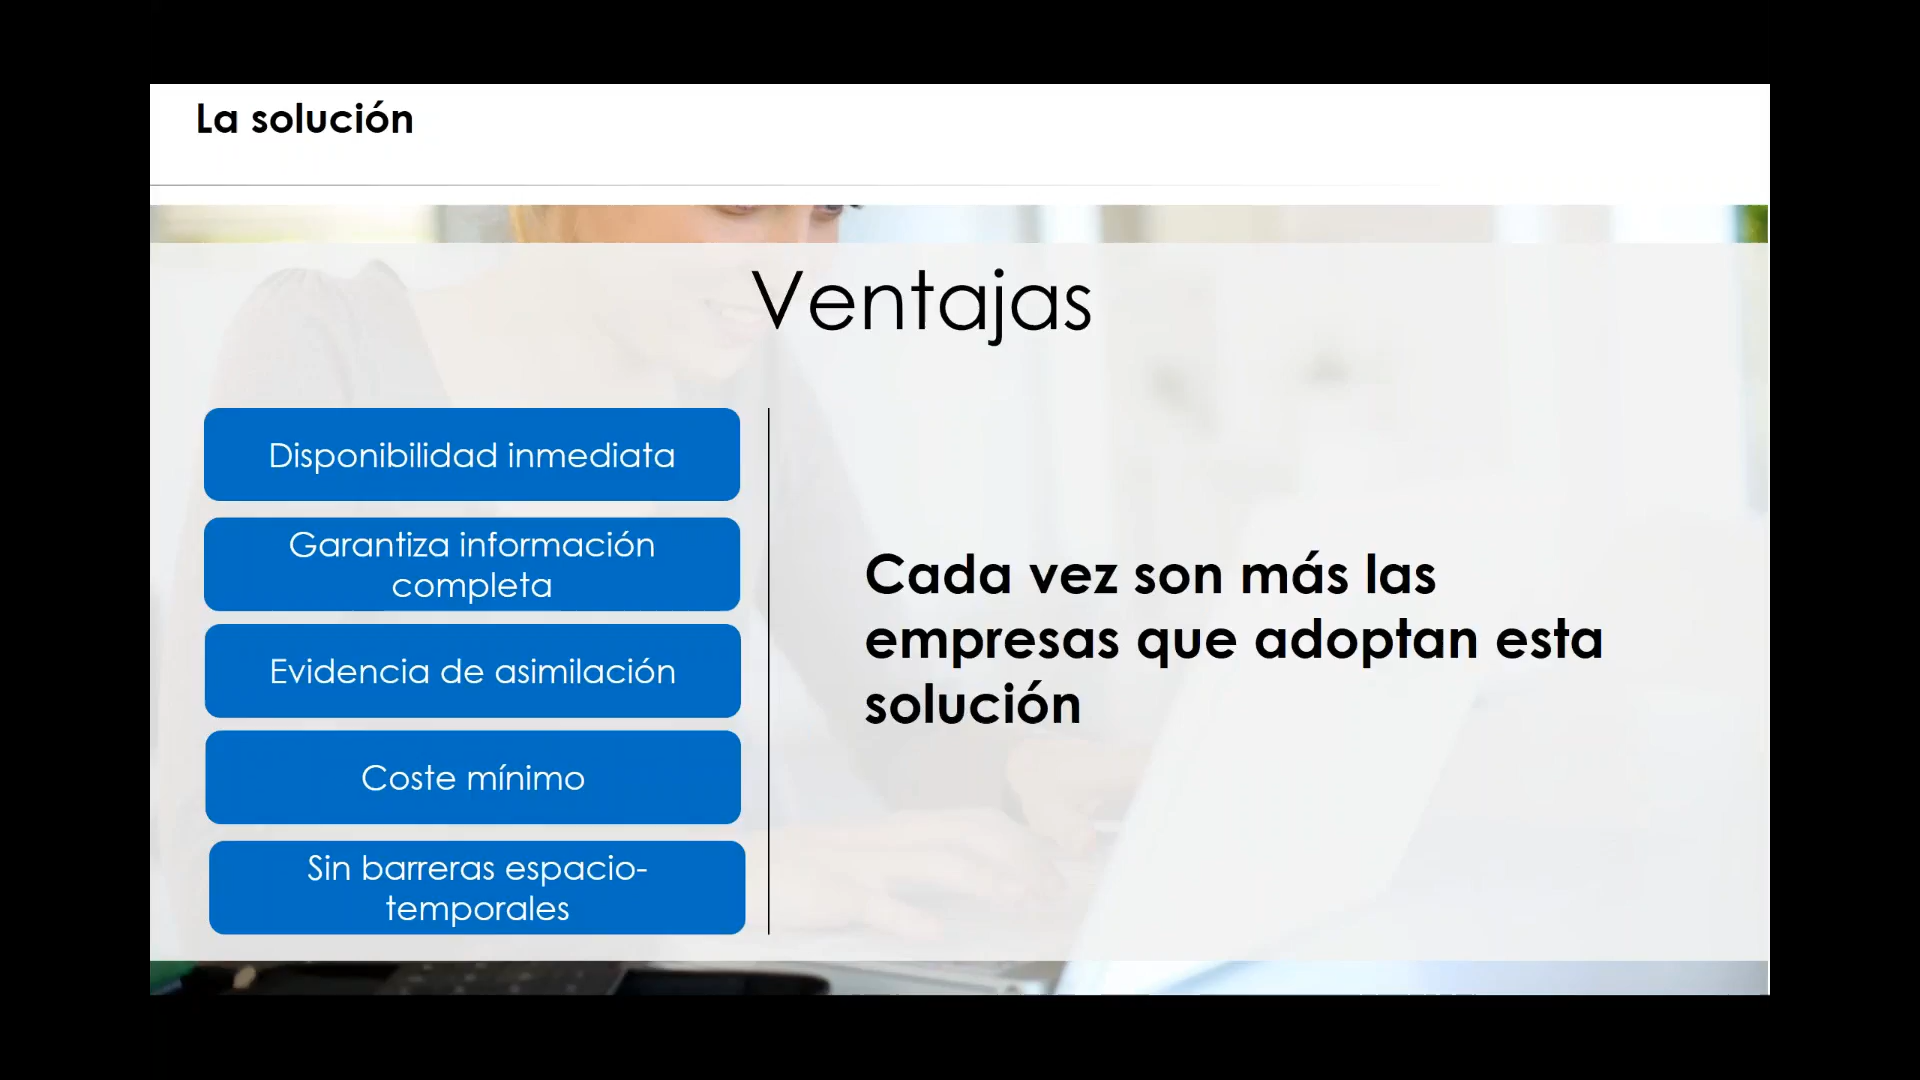 La solución
Ventajas
Disponibilidad inmediata
Garantiza información
completa
Evidencia de asimilación
Coste mínimo
Sin barreras espacio-
temporales
Cada vez son más las
empresas que adoptan esta
solución